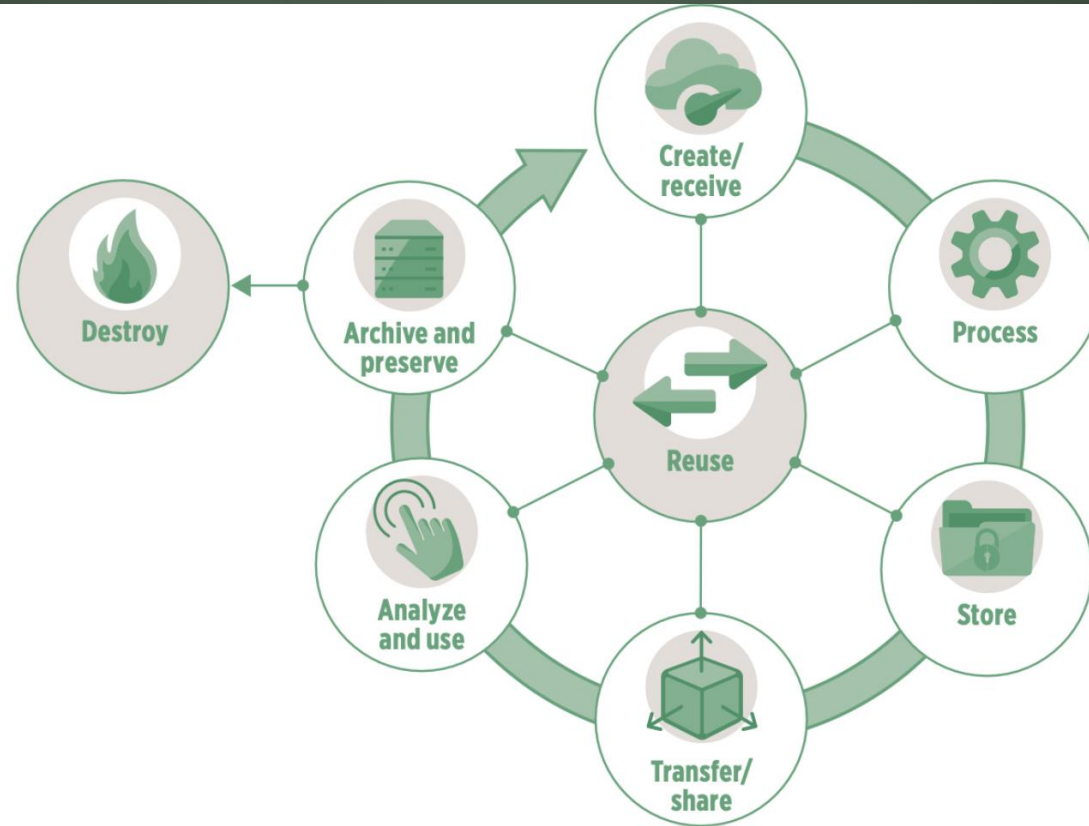 Create/
receive
Process
Store
Transfer/
share
Analyze
and use
Archive and
preserve
Destroy
Reuse